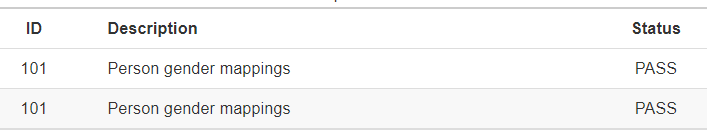 ID Description Status
101 Person gender mappings PASS
101 Person gender mappings PASS